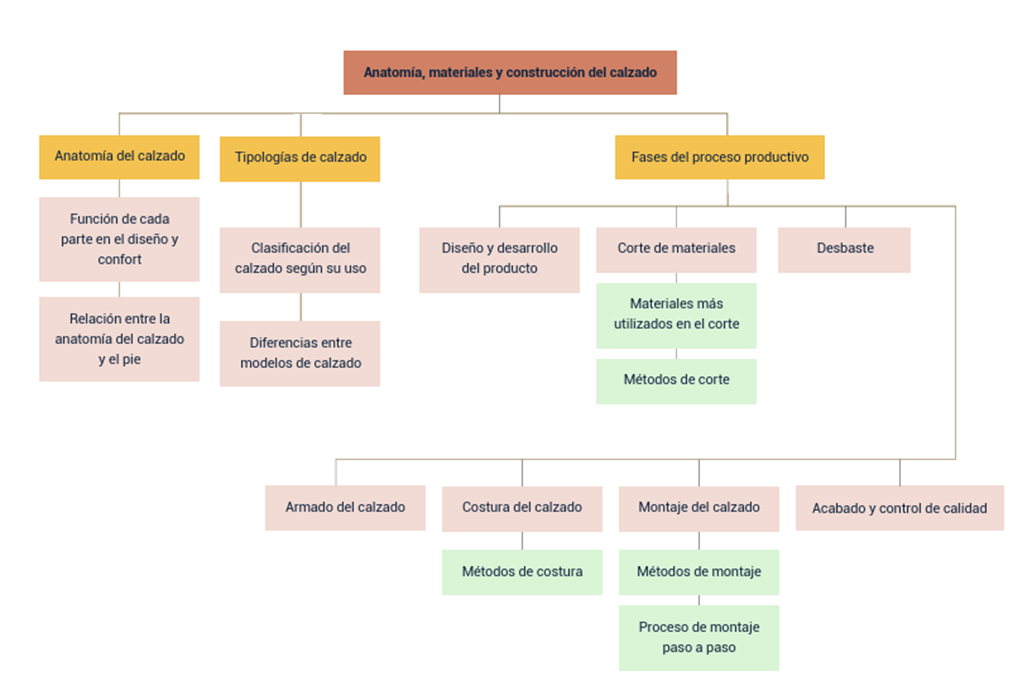 Anatomía, materiales y construcción del calzado
Anatomía del calzado
Tipologías de calzado
Fases del proceso productivo
Función de cada
parte en el diseño y
confort
Relación entre la
anatomía del calzado
y el pie
Clasificación del
calzado según su uso
Diferencias entre
modelos de calzado
Diseño y desarrollo
del producto
Corte de materiales
Materiales más
utilizados en el corte
Métodos de corte
Desbaste
Armado del calzado
Costura del calzado
Métodos de costura
Montaje del calzado
Métodos de montaje
Proceso de montaje
paso a paso
Acabado y control de calidad